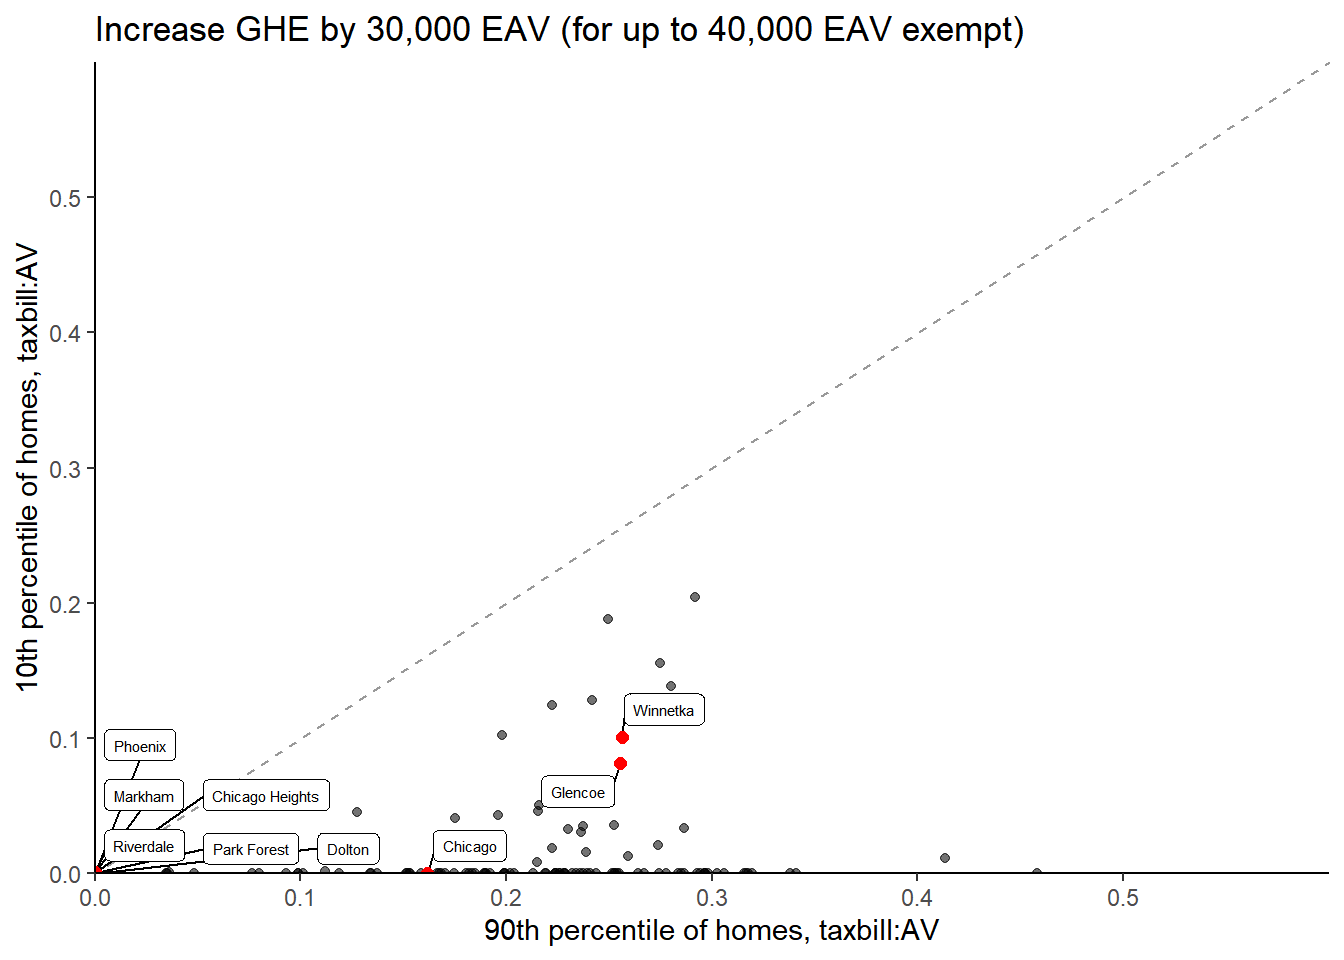 Increase GHE by 30,000 EAV (for up to 40,000 EAV exempt)
10th percentile of homes, taxbill:AV
0.5
0.4
0.3
0.2
0.1
0.0
Winnetka
Phoenix
Glencoe
Markham
Chicago Heights
Riverdale
Park Forest
Dolton
Chicago
0.0
0.1
0.2
0.3
0.4
0.5
90th percentile of homes, taxbill:AV